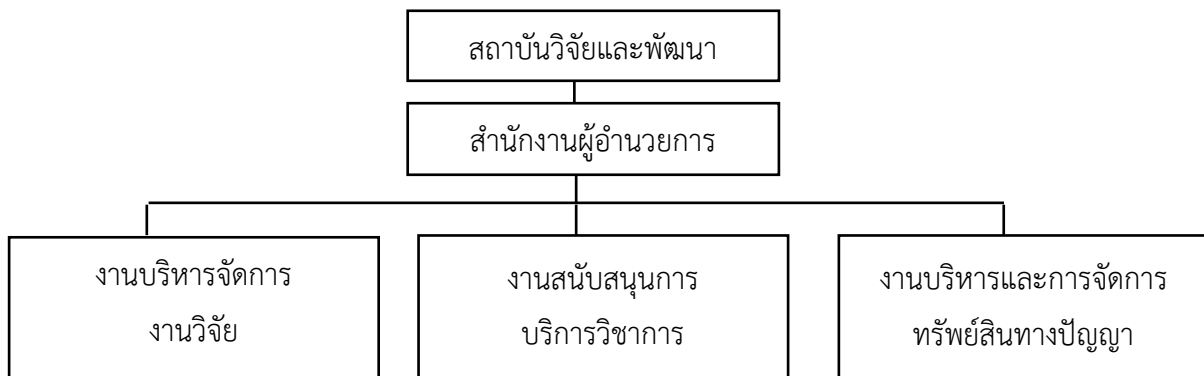 สถาบันวิจัยและพัฒนา
สำนักงานผู้อำนวยการ
งานบริหารจัดการ
งานวิจัย
งานสนับสนุนการ
บริการวิชาการ
งานบริหารและการจัดการ
ทรัพย์สินทางปัญญา